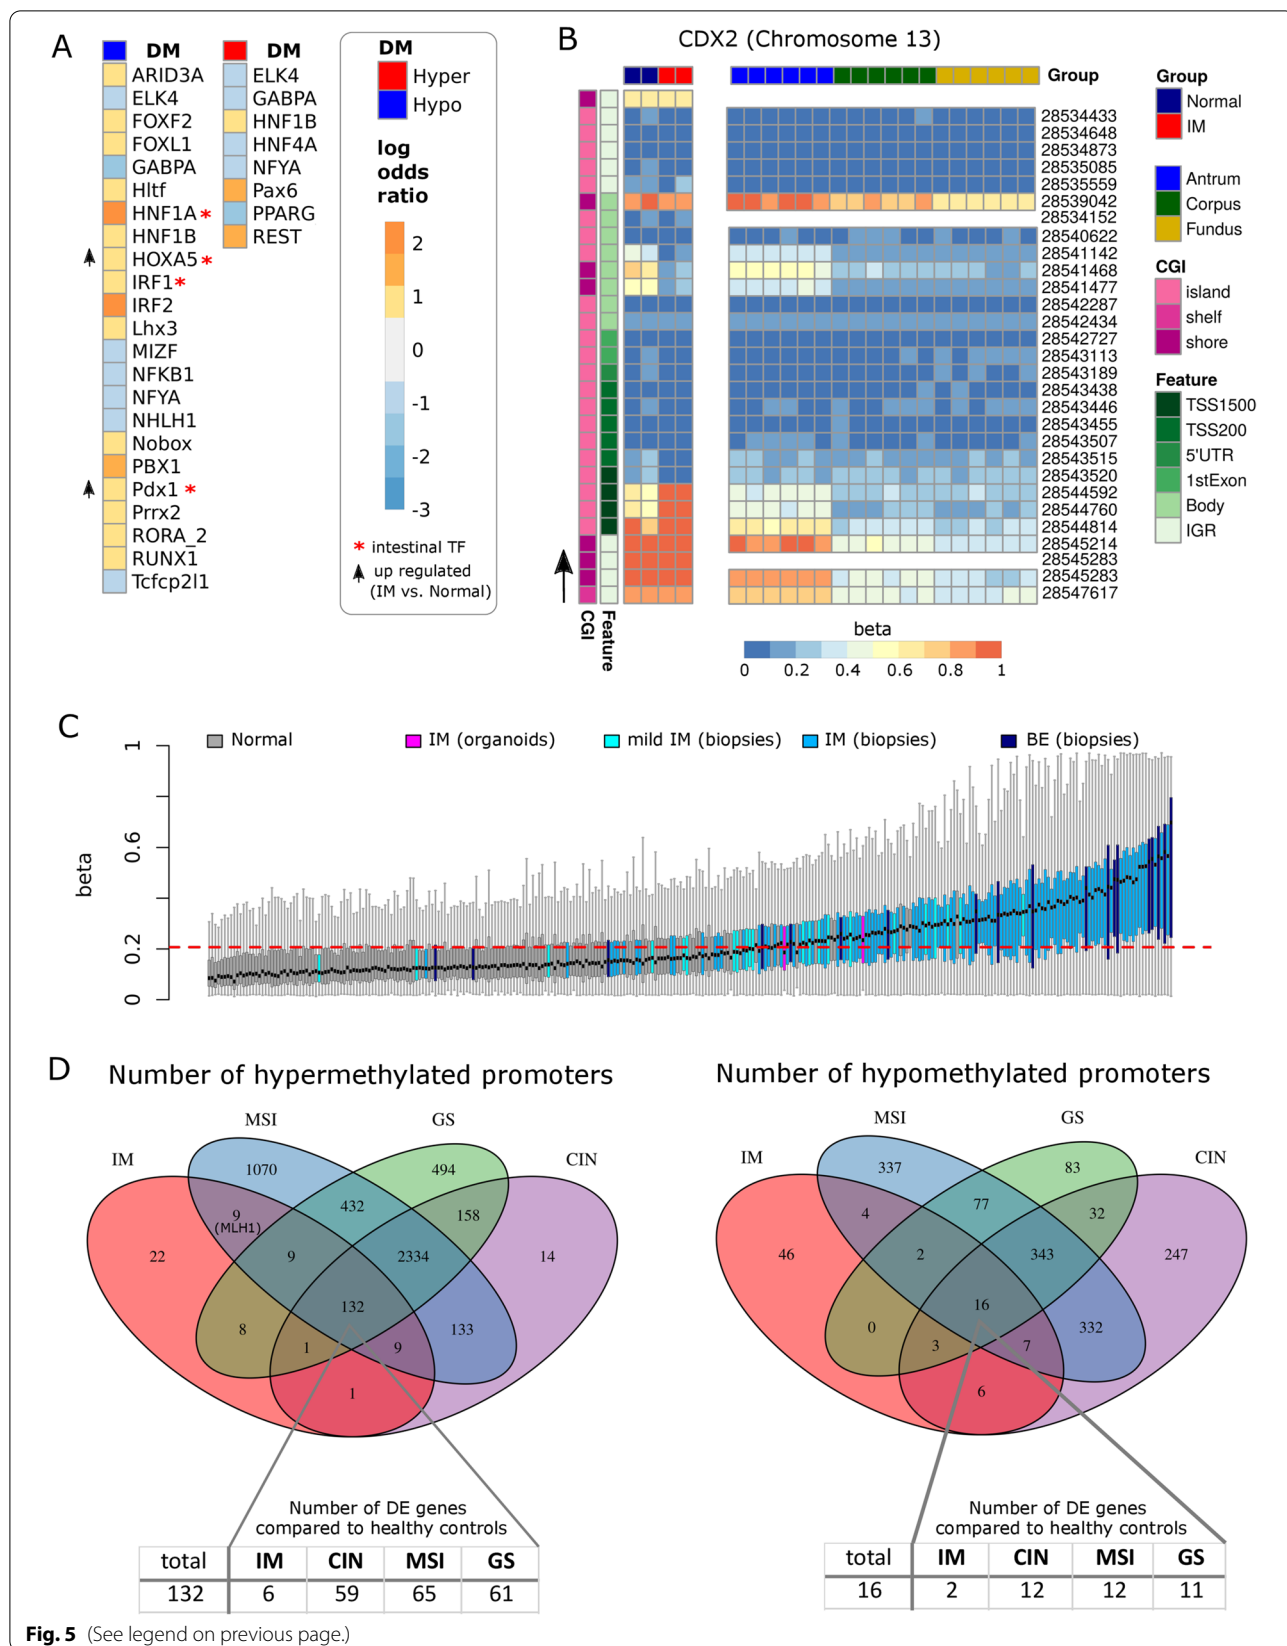 A
DM
ARID3A
ELK4
FOXF2
FOXL1
GABPA
Hltf
HNF1A *
HNF1B
HOXA5 *
IRF1 *
IRF2
Lhx3
MIZF
NFKB1
NFYA
NHLH1
Nobox
PBX1
Pdx1 *
Prrx2
RORA_2
RUNX1
Tcfcp2l1
DM
ELK4
GABPA
HNF1B
HNF4A
NFYA
Pax6
PPARG
REST
DM
Hyper
Hypo
log
odds
ratio
2
1
0
-1
-2
-3
* intestinal TF
up regulated
(IM vs. Normal)
B
CDX2 (Chromosome 13)
Group
28534433
28534648
28534873
28535085
28535559
28539042
28534152
28540622
28541142
28541468
28541477
28542287
28542434
28542727
28543113
28543189
28543438
28543446
28543455
28543507
28543515
28543520
28544592
28544760
28544814
28545214
28545283
28545283
28547617
CGI
Feature
beta
0 0.2 0.4 0.6 0.8 1
Group
Normal
IM
Antrum
Corpus
Fundus
CGI
island
shelf
shore
Feature
TSS1500
TSS200
5'UTR
1stExon
Body
IGR
C
Normal IM (organoids) mild IM (biopsies) IM (biopsies) BE (biopsies)
beta
1
0.6
0.2
0
D
Number of hypermethylated promoters
IM
MSI
GS
CIN
1070
494
9
(MLH1)
432
158
22
9
2334
14
132
8
1
9
133
1
Number of DE genes
compared to healthy controls
total IM CIN MSI GS
132 6 59 65 61
Number of hypomethylated promoters
IM
MSI
GS
CIN
337
83
4
77
32
46
2
343
247
16
0
3
7
332
6
Number of DE genes
compared to healthy controls
total IM CIN MSI GS
16 2 12 12 11
Fig. 5 (See legend on previous page.)